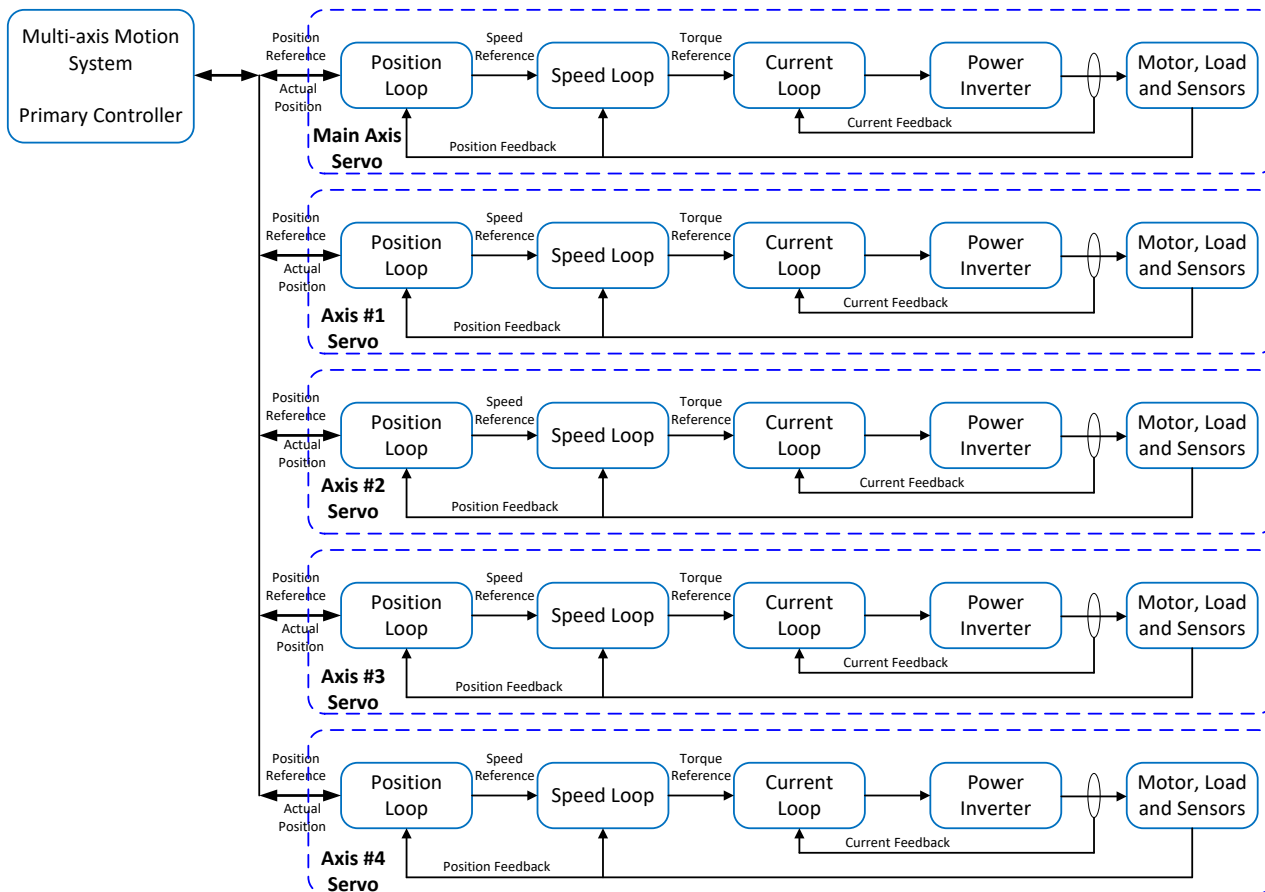 Multi-axis Motion
System
Primary Controller
Position
Reference
Actual
Position
Position
Loop
Speed
Reference
Speed Loop
Torque
Reference
Current
Loop
Power
Inverter
Motor, Load
and Sensors
Current Feedback
Position Feedback
Main Axis
Servo
Position
Reference
Actual
Position
Position
Loop
Speed
Reference
Speed Loop
Torque
Reference
Current
Loop
Power
Inverter
Motor, Load
and Sensors
Current Feedback
Position Feedback
Axis #1
Servo
Position
Reference
Actual
Position
Position
Loop
Speed
Reference
Speed Loop
Torque
Reference
Current
Loop
Power
Inverter
Motor, Load
and Sensors
Current Feedback
Position Feedback
Axis #2
Servo
Position
Reference
Actual
Position
Position
Loop
Speed
Reference
Speed Loop
Torque
Reference
Current
Loop
Power
Inverter
Motor, Load
and Sensors
Current Feedback
Position Feedback
Axis #3
Servo
Position
Reference
Actual
Position
Position
Loop
Speed
Reference
Speed Loop
Torque
Reference
Current
Loop
Power
Inverter
Motor, Load
and Sensors
Current Feedback
Position Feedback
Axis #4
Servo